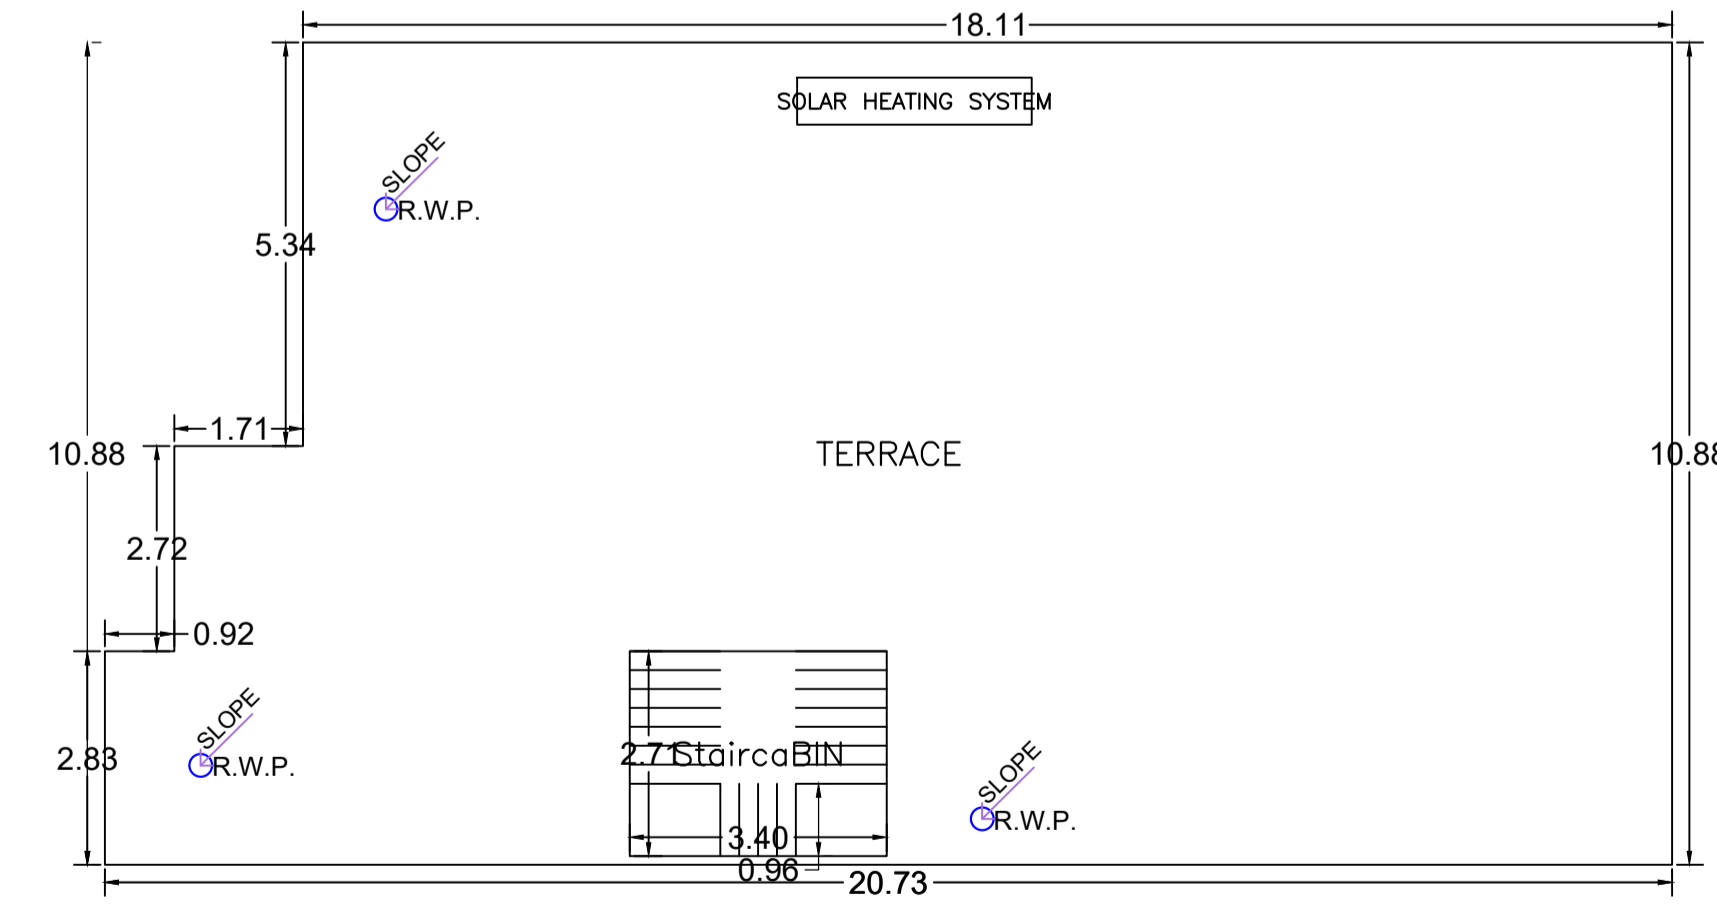 18.11
SOLAR HEATING SYSTEM
SLOPE
R.W.P.
5.34
1.71
10.88
TERRACE
10.88
2.72
0.92
SLOPE
R.W.P.
2.83
2.71
StaircaBIN
SLOPE
R.W.P.
3.40
0.96
20.73